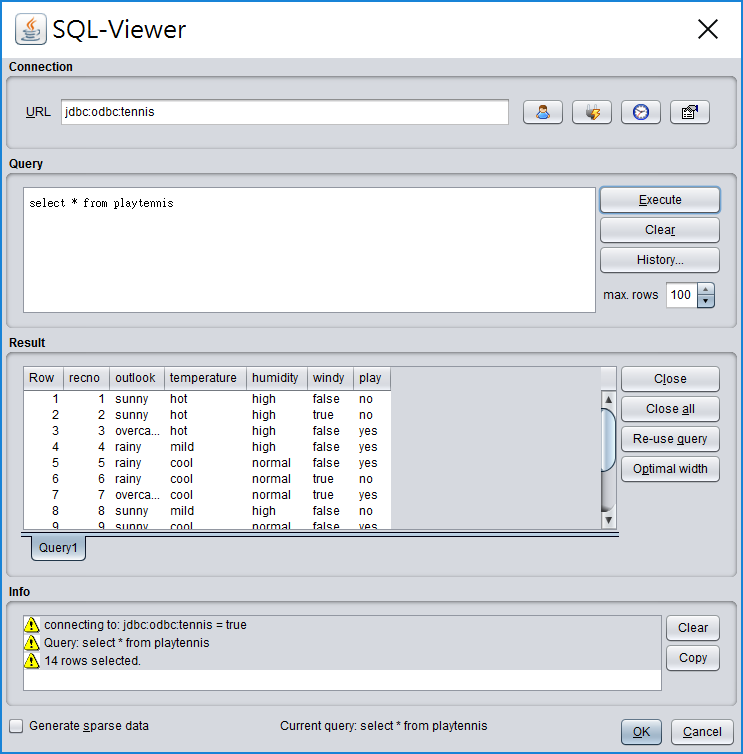 SQL-Viewer
Connection
URL jdbc:odbc:tennis
Query
select * from playtennis
Execute
Clear
History...
max. rows 100
Result
Row recno outlook temperature humidity windy play
1 1 sunny hot high false no
2 2 sunny hot high true no
3 3 overca... hot high false yes
4 4 rainy mild high false yes
5 5 rainy cool normal false yes
6 6 rainy cool normal true no
7 7 overca... cool normal true yes
8 8 sunny mild high false no
9 9 sunny cool normal false yes
Close
Close all
Re-use query
Optimal width
Query1
Info
connecting to: jdbc:odbc:tennis = true
Query: select * from playtennis
14 rows selected.
Clear
Copy
Generate sparse data
Current query: select * from playtennis
OK
Cancel